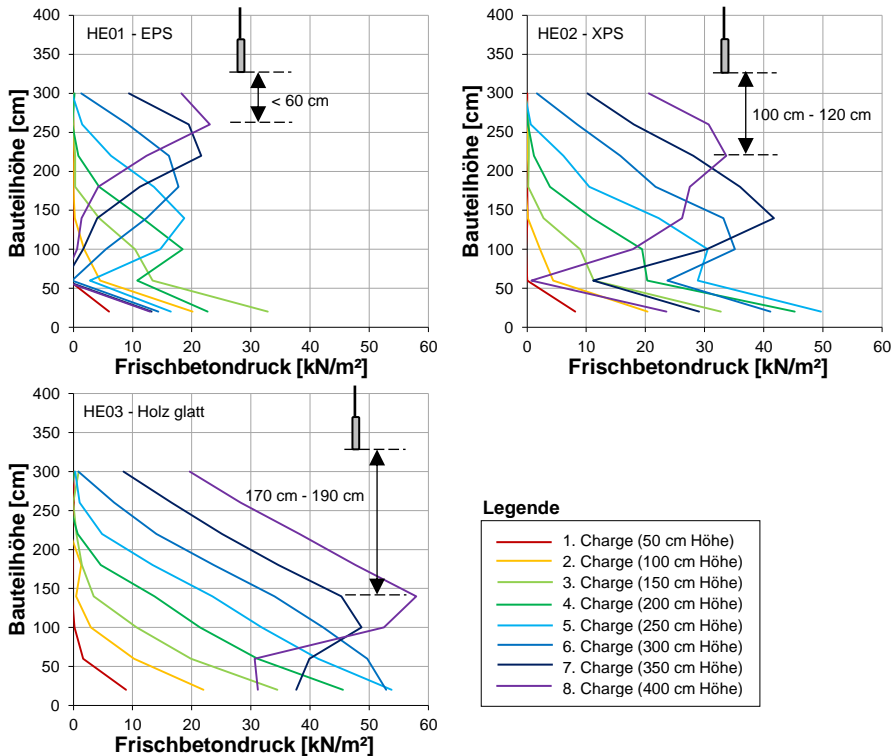 HE01 - EPS
< 60 cm
Bauteilhöhe [cm]
400
350
300
250
200
150
100
50
0
0 10 20 30 40 50 60
Frischbetondruck [kN/m²]
HE02 - XPS
100 cm - 120 cm
Bauteilhöhe [cm]
400
350
300
250
200
150
100
50
0
0 10 20 30 40 50 60
Frischbetondruck [kN/m²]
HE03 - Holz glatt
170 cm - 190 cm
Bauteilhöhe [cm]
400
350
300
250
200
150
100
50
0
0 10 20 30 40 50 60
Frischbetondruck [kN/m²]
Legende
1. Charge (50 cm Höhe)
2. Charge (100 cm Höhe)
3. Charge (150 cm Höhe)
4. Charge (200 cm Höhe)
5. Charge (250 cm Höhe)
6. Charge (300 cm Höhe)
7. Charge (350 cm Höhe)
8. Charge (400 cm Höhe)